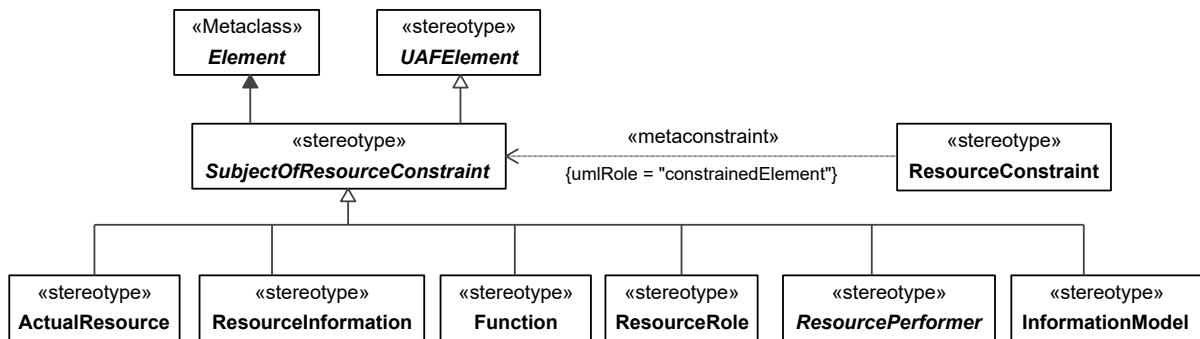 «Metaclass»
Element
«stereotype»
UAFElement
«stereotype»
SubjectOfResourceConstraint
«metaconstraint»
{umlRole = "constrainedElement"}
«stereotype»
ResourceConstraint
«stereotype»
ActualResource
«stereotype»
ResourceInformation
«stereotype»
Function
«stereotype»
ResourceRole
«stereotype»
ResourcePerformer
«stereotype»
InformationModel